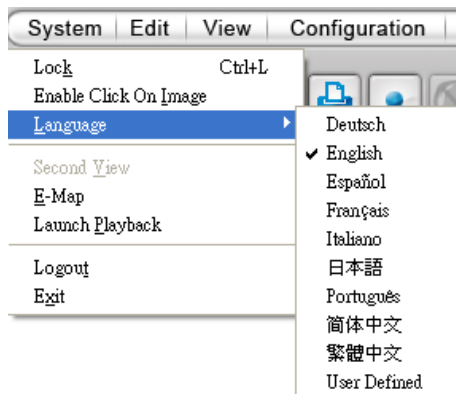 System Edit View Configuration
Lock Ctrl+L
Enable Click On Image
Language
Second View
E-Map
Launch Playback
Logout
Exit
Deutsch
English
Español
Français
Italiano
日本語
Português
简体中文
繁體中文
User Defined